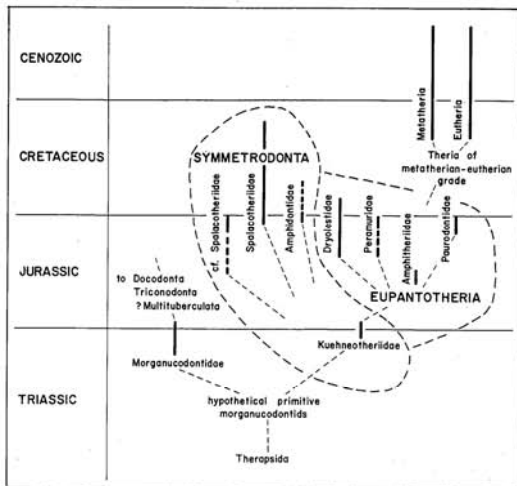 CENOZOIC
Metatheria
Eutheria
CRETACEOUS
SYMMETRODONTA
Theria of
metatherian-eutherian
grade
cf. Spalacotheriidae
Spalacotheriidae
Amphidontidae
Dryolestidae
Peramuridae
Amphitheriidae
Paurodontidae
JURASSIC
to Docodonta
Triconodonta
? Multituberculata
EUPANTOTHERIA
Morganucodontidae
Kuehneotheriidae
TRIASSIC
hypothetical primitive
morganucodontids
Therapsida